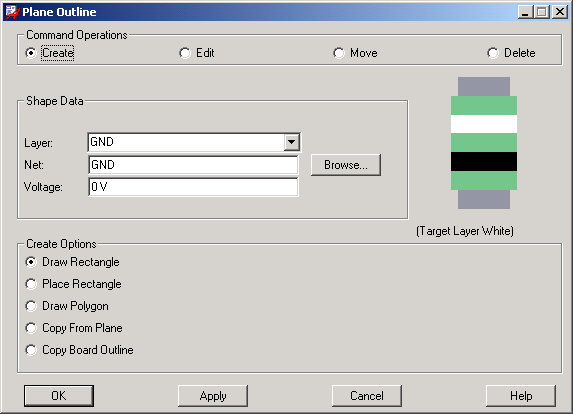 Plane Outline
Command Operations
Create Edit Move Delete
Shape Data
Layer: GND
Net: GND Browse...
Voltage: 0 V
(Target Layer White)
Create Options
Draw Rectangle
Place Rectangle
Draw Polygon
Copy From Plane
Copy Board Outline
OK Apply Cancel Help